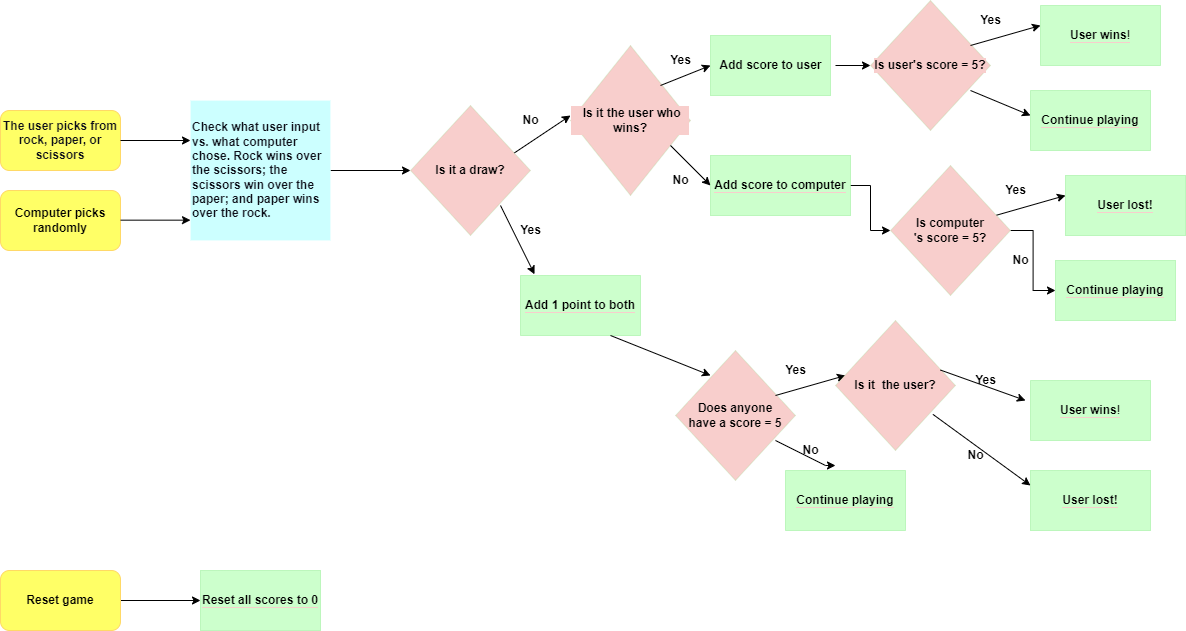 The user picks from
rock, paper, or
scissors
Computer picks
randomly
Check what user input
vs. what computer
chose. Rock wins over
the scissors; the
scissors win over the
paper; and paper wins
over the rock.
Is it a draw?
No
Yes
Is it the user who
wins?
Yes
No
Add score to user
Is user's score = 5?
Yes
User wins!
Continue playing
Add score to computer
Is computer
's score = 5?
Yes
No
User lost!
Continue playing
Add 1 point to both
Does anyone
have a score = 5
Yes
No
Continue playing
Is it  the user?
Yes
No
User wins!
User lost!
Reset game
Reset all scores to 0